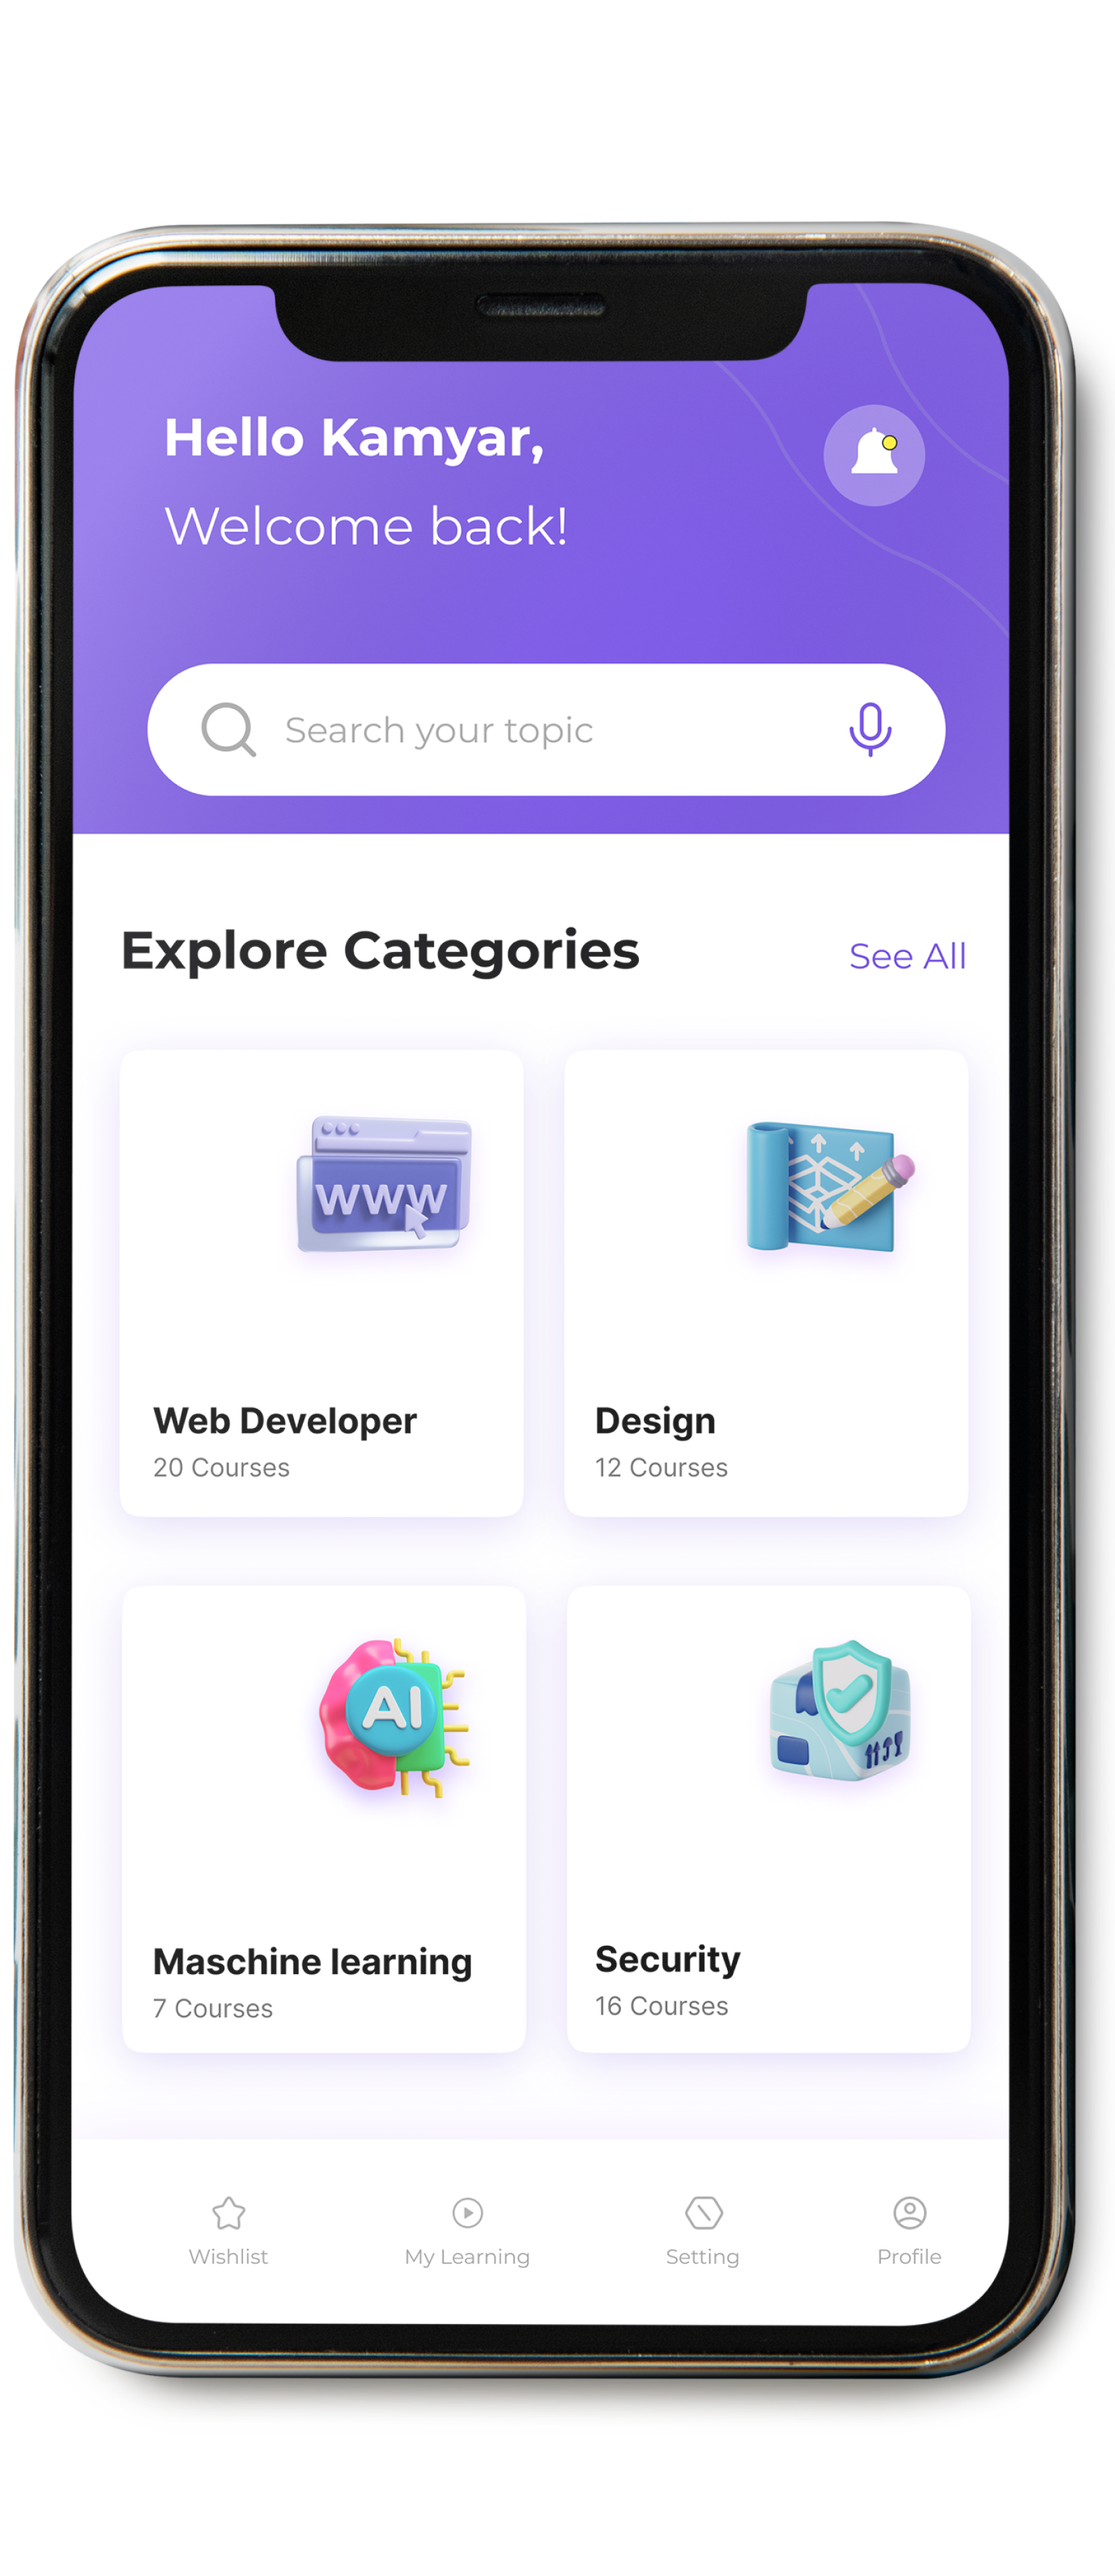 Hello Kamyar,
Welcome back!
Search your topic
Explore Categories
See All
WWW
Web Developer
20 Courses
Design
12 Courses
AI
Maschine learning
7 Courses
Security
16 Courses
Wishlist
My Learning
Setting
Profile